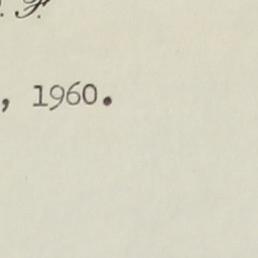 . F.
, 1960.